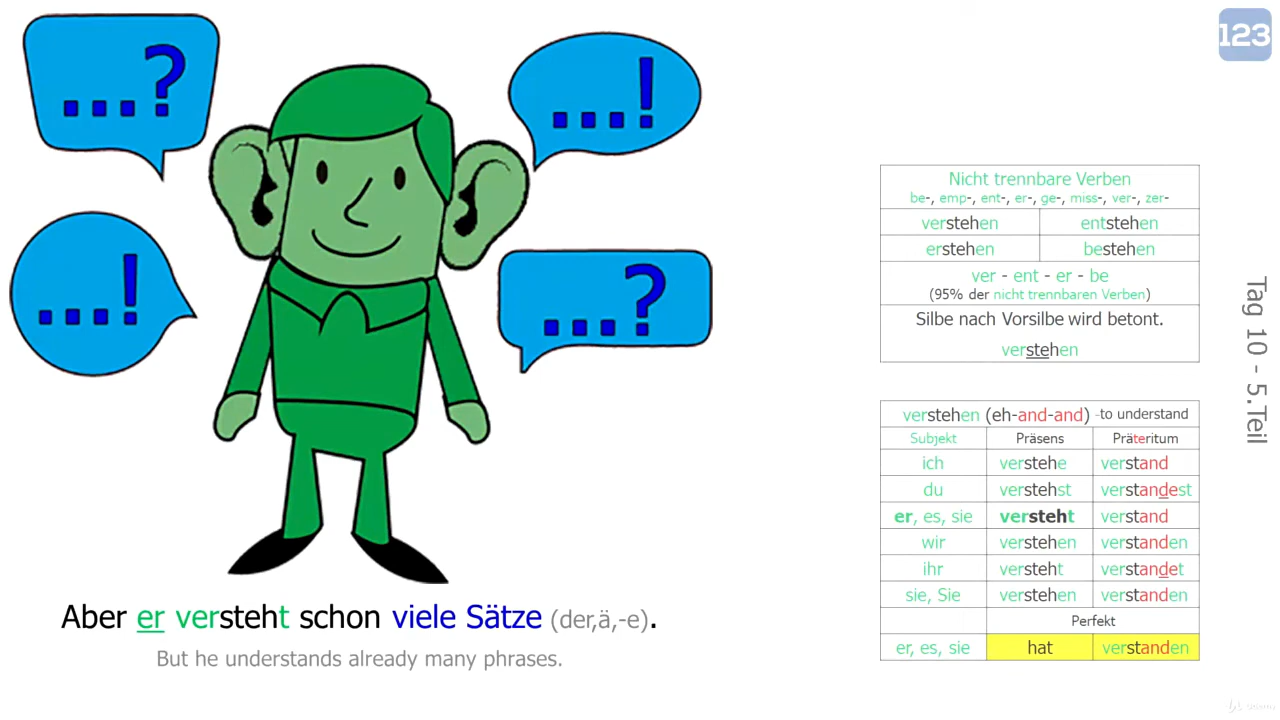 ...?
...!
...!
...?
Aber er versteht schon viele Sätze (der,ä,-e).
But he understands already many phrases.
123
Nicht trennbare Verben
be-, emp-, ent-, er-, ge-, miss-, ver-, zer-
verstehen entstehen
erstehen bestehen
ver - ent - er - be
(95% der nicht trennbaren Verben)
Silbe nach Vorsilbe wird betont.
verstehen
verstehen (eh-and-and) -to understand
Subjekt Präsens Präteritum
ich verstehe verstand
du verstehst verstandest
er, es, sie versteht verstand
wir verstehen verstanden
ihr versteht verstandet
sie, Sie verstehen verstanden
Perfekt
er, es, sie hat verstanden
Tag 10 - 5.Teil